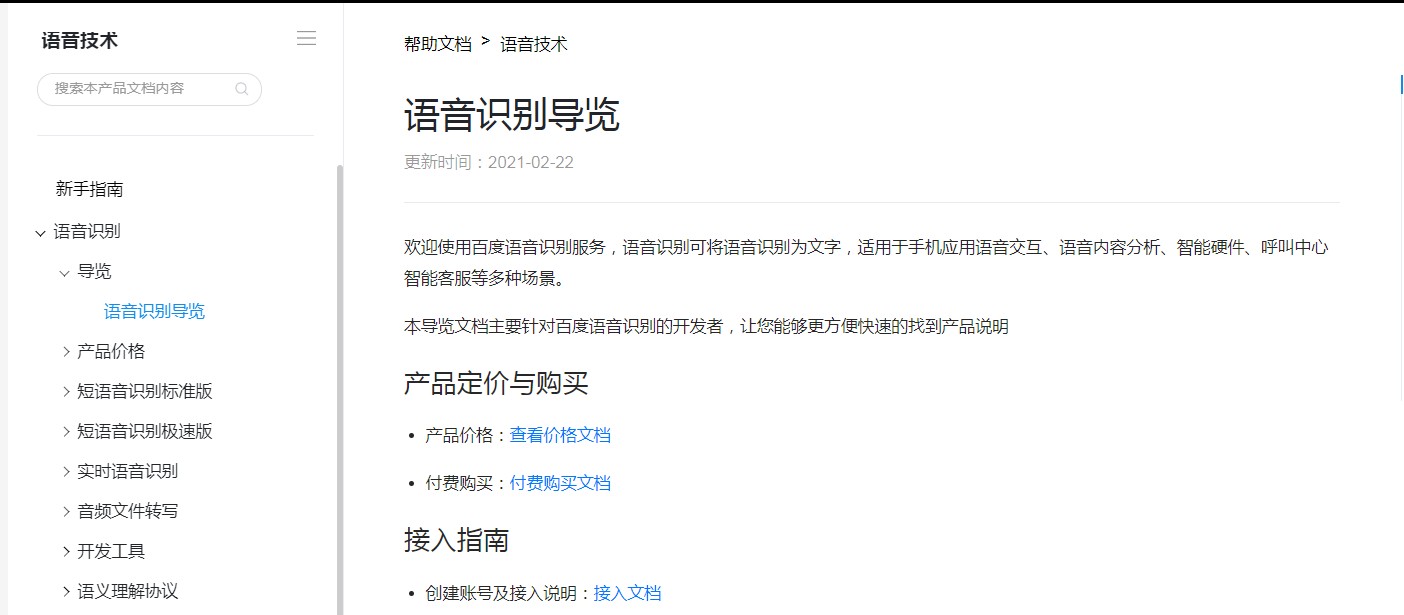 语音技术
搜索本产品文档内容
新手指南
语音识别
导览
语音识别导览
产品价格
短语音识别标准版
短语音识别极速版
实时语音识别
音频文件转写
开发工具
语义理解协议
帮助文档 > 语音技术
语音识别导览
更新时间：2021-02-22
欢迎使用百度语音识别服务，语音识别可将语音识别为文字，适用于手机应用语音交互、语音内容分析、智能硬件、呼叫中心
智能客服等多种场景。
本导览文档主要针对百度语音识别的开发者，让您能够更方便快速的找到产品说明
产品定价与购买
• 产品价格：查看价格文档
• 付费购买：付费购买文档
接入指南
• 创建账号及接入说明：接入文档